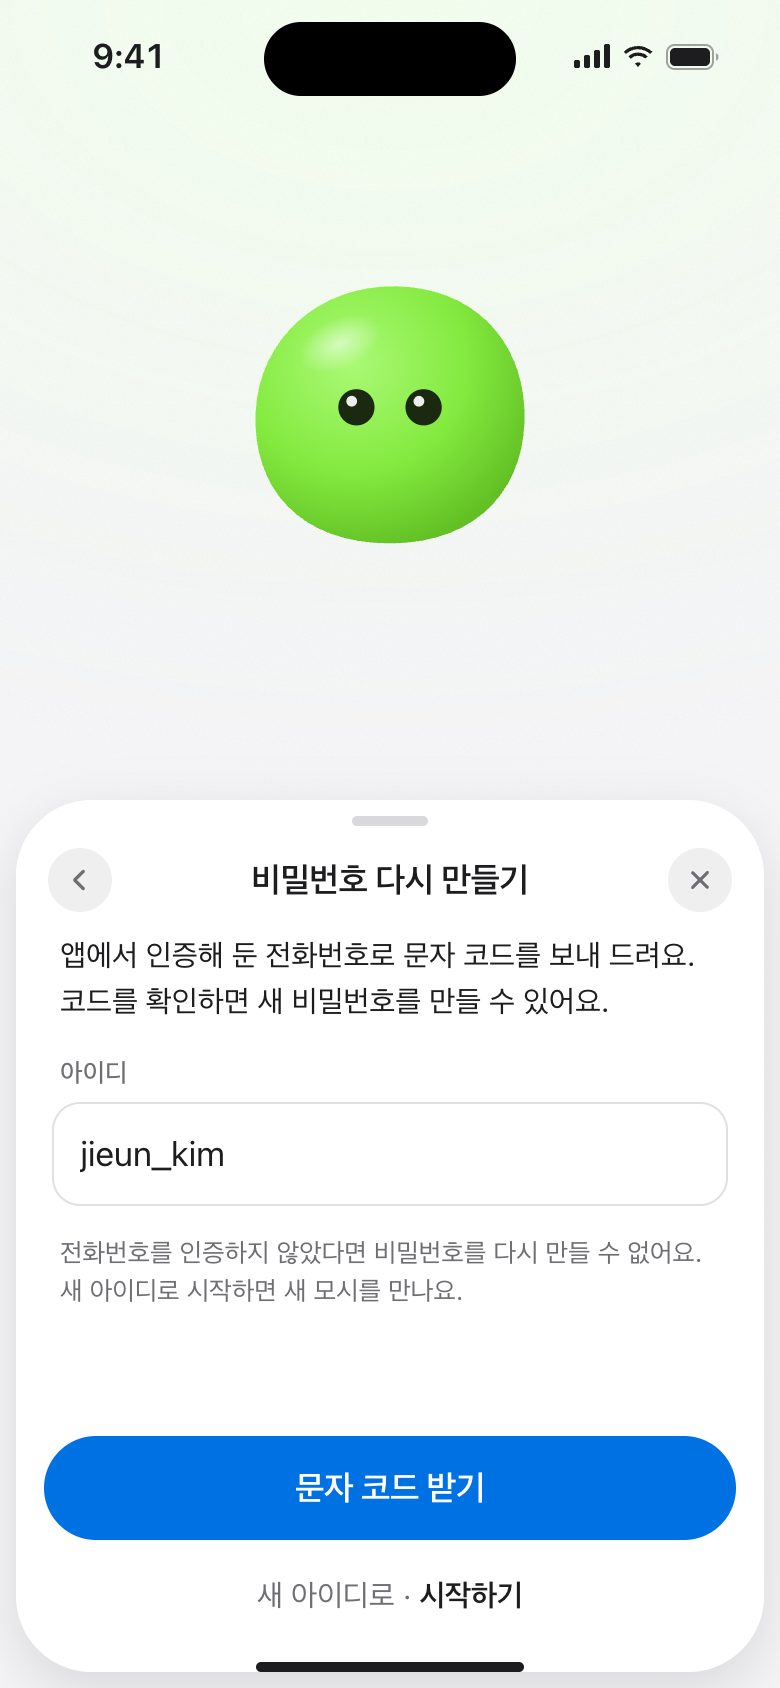 9:41
비밀번호 다시 만들기
앱에서 인증해 둔 전화번호로 문자 코드를 보내 드려요.
코드를 확인하면 새 비밀번호를 만들 수 있어요.
아이디
jieun_kim
전화번호를 인증하지 않았다면 비밀번호를 다시 만들 수 없어요.
새 아이디로 시작하면 새 모시를 만나요.
문자 코드 받기
새 아이디로 · 시작하기